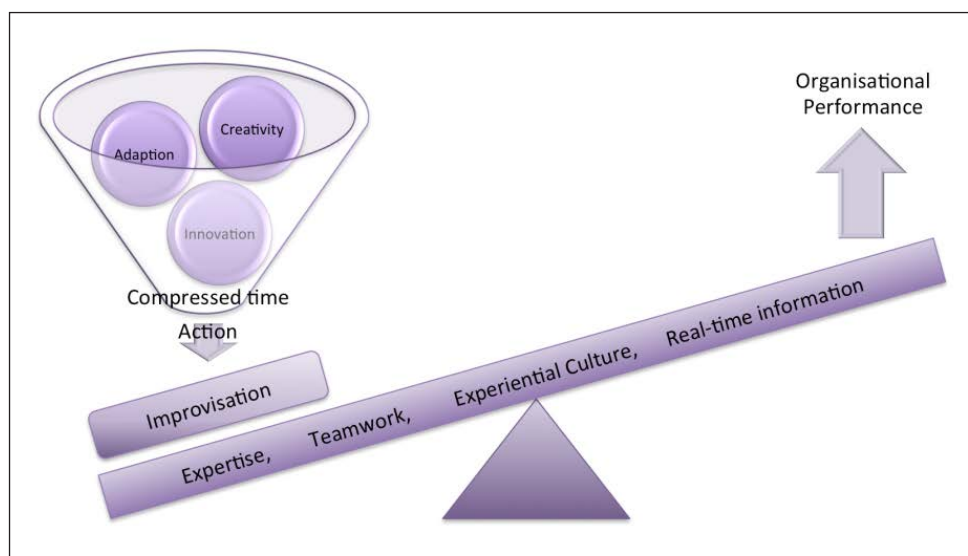 Organisational
Performance
Creativity
Adaption
Innovation
Compressed time
Action
Improvisation
Expertise, Teamwork, Experiential Culture, Real-time information